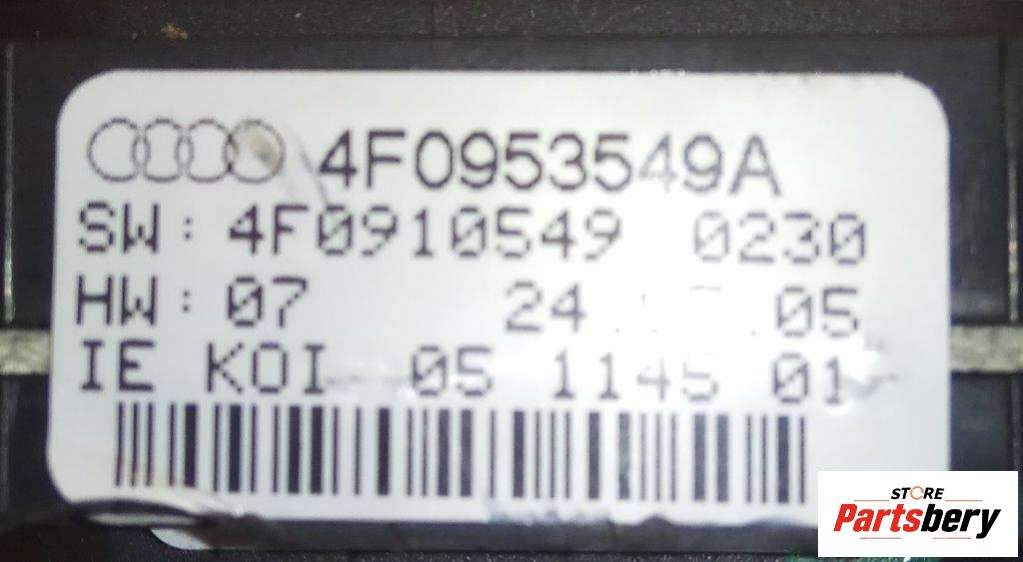 4F0953549A
SW: 4F0910549 0230
HW: 07 24 05
IE KOI 05 1145 01
STORE
Partsbery